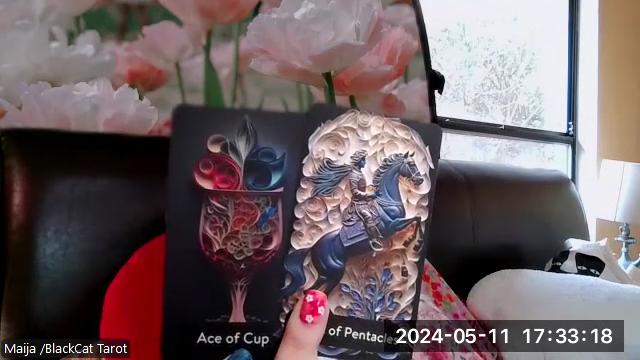 Ace of Cup
of Pentacle
2024-05-11 17:33:18
Maija /BlackCat Tarot